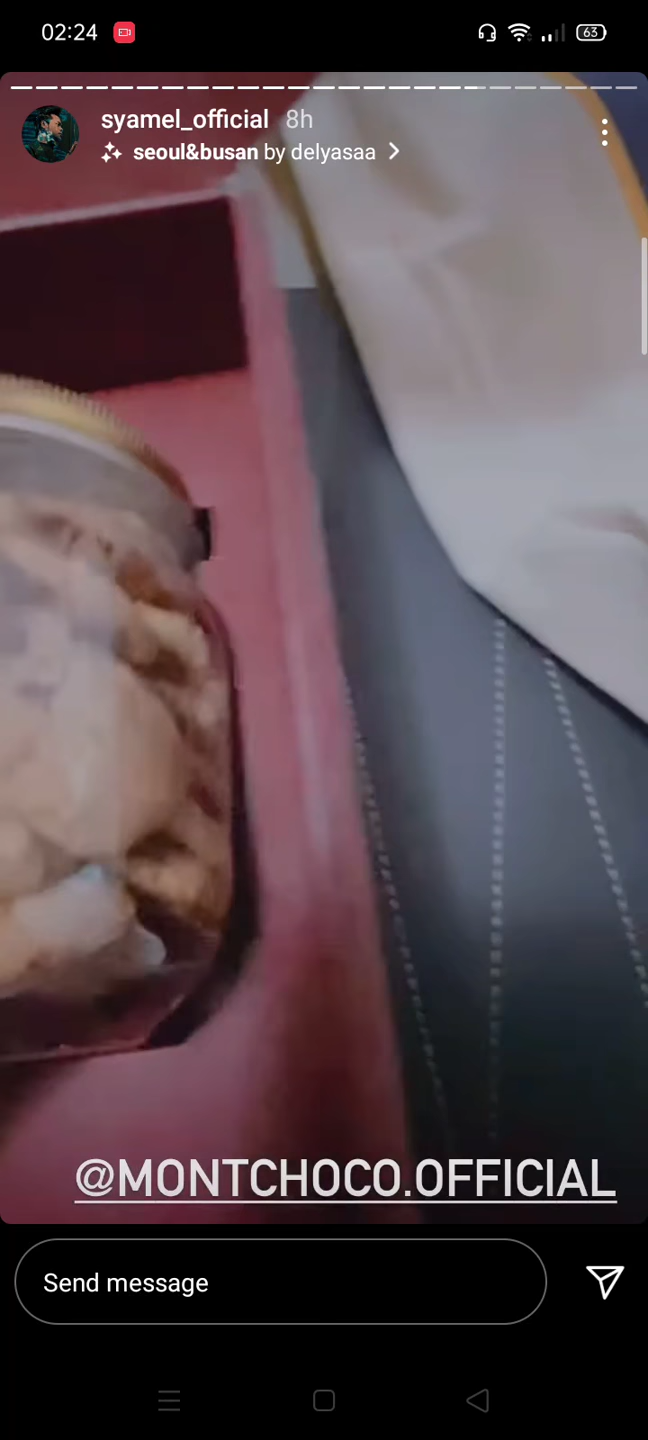 02:24
63
syamel_official 8h
seoul&busan by delyasaa
@MONTCHOCO.OFFICIAL
Send message